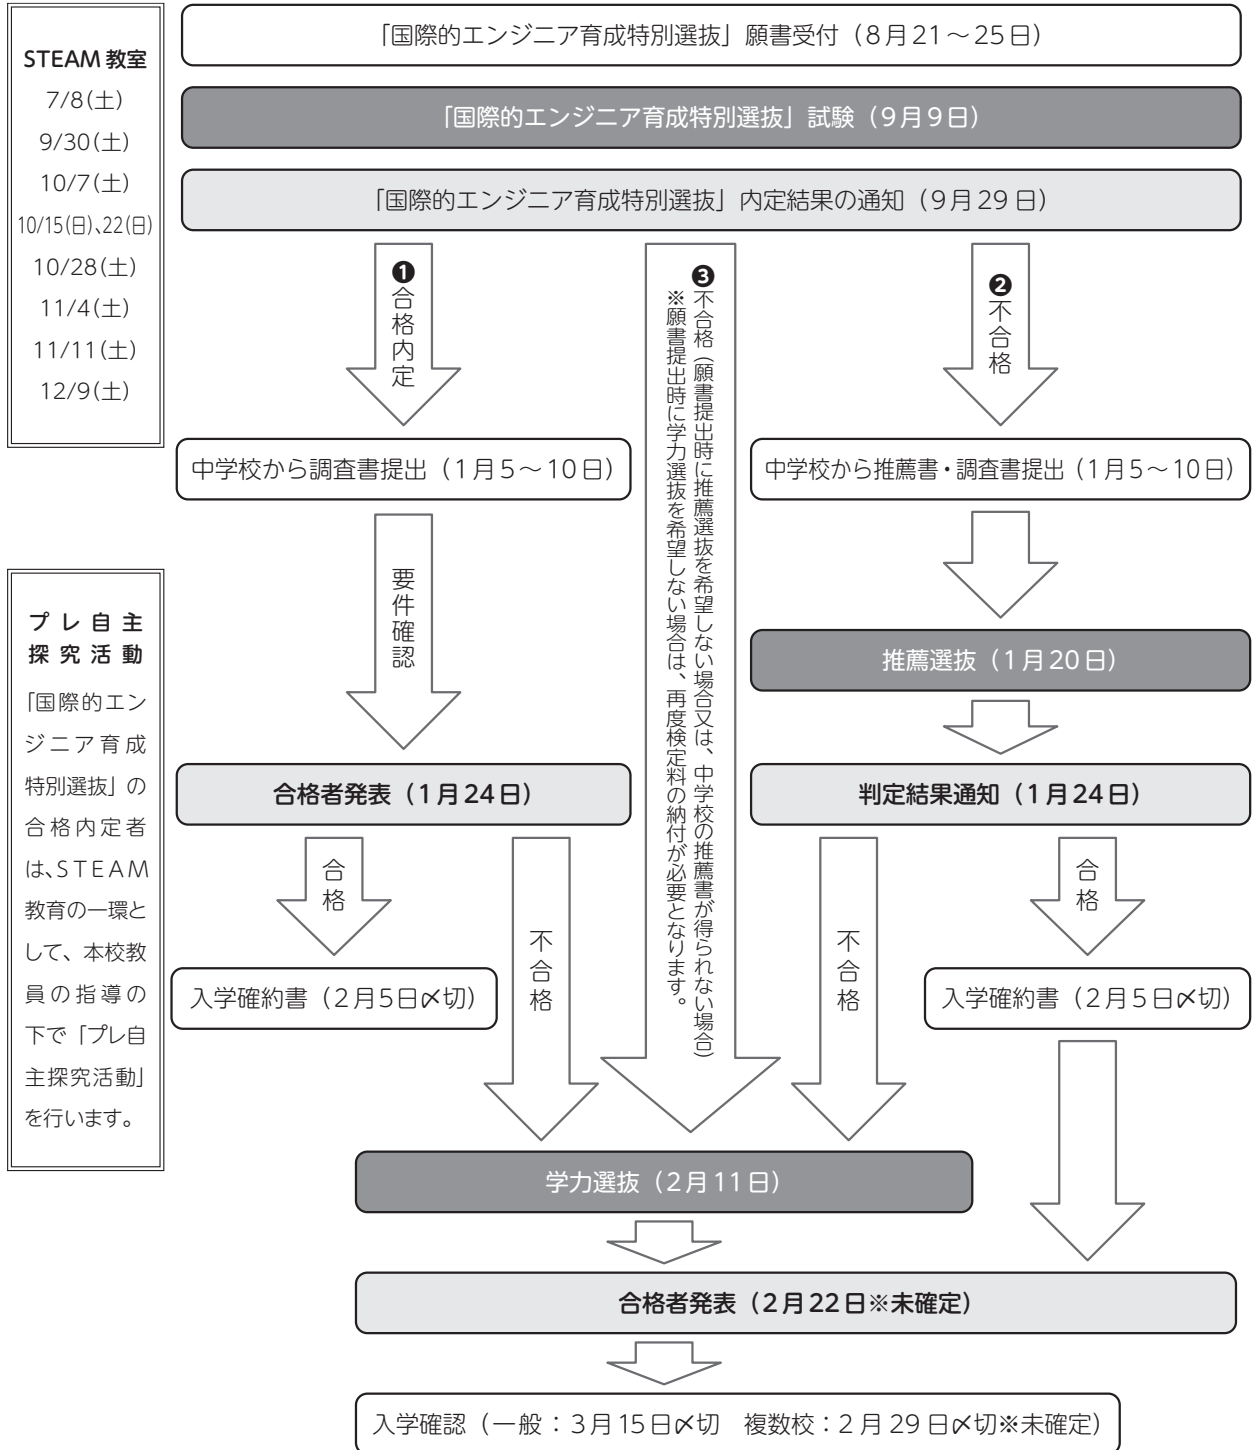 STEAM 教室
7/8(土)
9/30(土)
10/7(土)
10/15(日)、22(日)
10/28(土)
11/4(土)
11/11(土)
12/9(土)
「国際的エンジニア育成特別選抜」願書受付（8月21～25日）
「国際的エンジニア育成特別選抜」試験（9月9日）
「国際的エンジニア育成特別選抜」内定結果の通知（9月29日）
❶合格内定
❸不合格（願書提出時に推薦選抜を希望しない場合又は、中学校の推薦書が得られない場合）
※願書提出時に学力選抜を希望しない場合は、再度検定料の納付が必要となります。
❷不合格
中学校から調査書提出（1月5～10日）
中学校から推薦書・調査書提出（1月5～10日）
要件確認
推薦選抜（1月20日）
合格者発表（1月24日）
判定結果通知（1月24日）
合格
不合格
不合格
合格
入学確約書（2月5日〆切）
入学確約書（2月5日〆切）
プレ自主
探究活動
「国際的エン
ジニア育成
特別選抜」の
合格内定者
は、STEAM
教育の一環と
して、本校教
員の指導の
下で「プレ自
主探究活動」
を行います。
学力選抜（2月11日）
合格者発表（2月22日※未確定）
入学確認（一般：3月15日〆切　複数校：2月29日〆切※未確定）